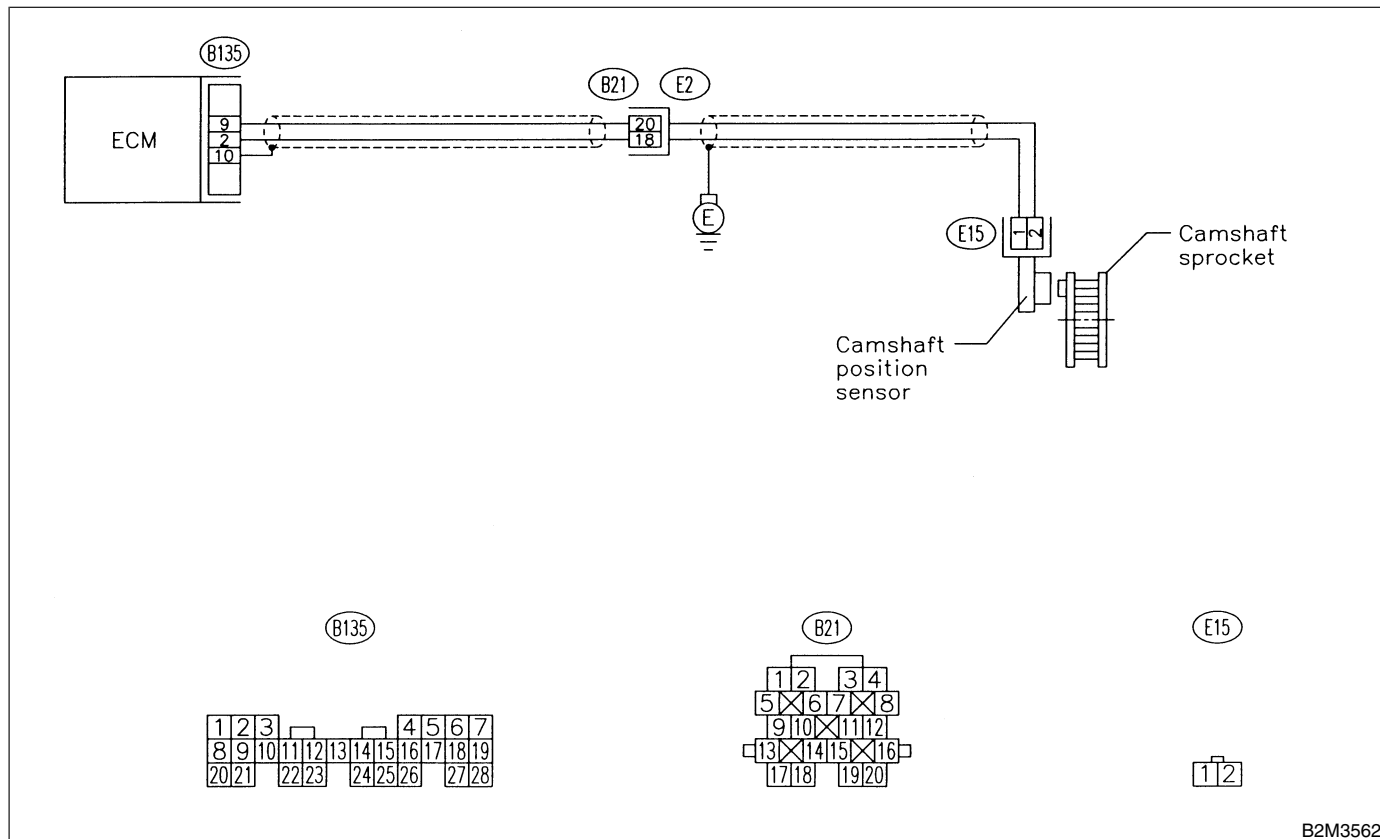 B135
B21 E2
ECM
9
2
10
20
18
E
E15
1 2
Camshaft
sprocket
Camshaft
position
sensor
B135
B21
E15
1 2 3 4 5 6 7
8 9 10 11 12 13 14 15 16 17 18 19
20 21 22 23 24 25 26 27 28
1 2 3 4
5 6 7 8
9 10 11 12
13 14 15 16
17 18 19 20
1 2
B2M3562